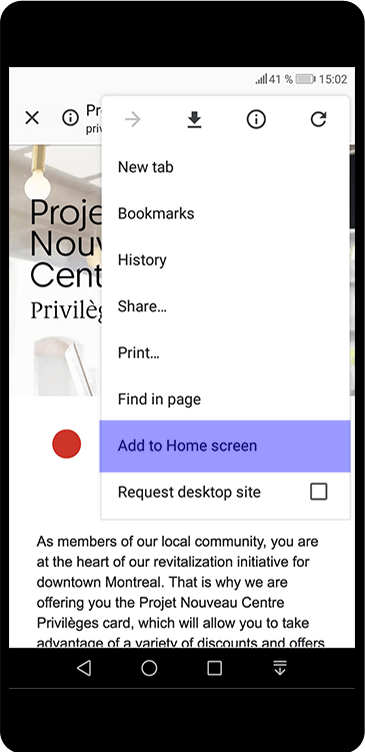 41 % 15:02
Pr
priv
New tab
Bookmarks
History
Share...
Print...
Find in page
Add to Home screen
Request desktop site
Proje
Nouv
Cent
Privilèg
As members of our local community, you are
at the heart of our revitalization initiative for
downtown Montreal. That is why we are
offering you the Projet Nouveau Centre
Privilèges card, which will allow you to take
advantage of a variety of discounts and offers